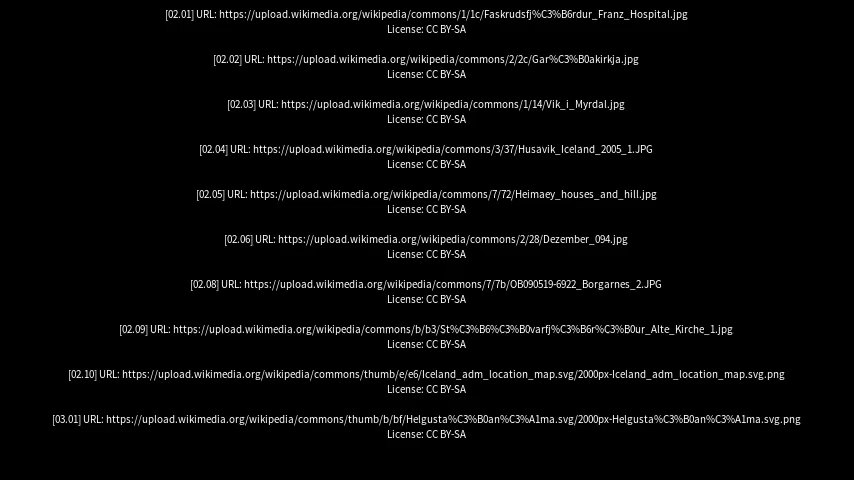 [02.01] URL: https://upload.wikimedia.org/wikipedia/commons/1/1c/Faskrudsfj%C3%B6rdur_Franz_Hospital.jpg
License: CC BY-SA
[02.02] URL: https://upload.wikimedia.org/wikipedia/commons/2/2c/Gar%C3%B0akirkja.jpg
License: CC BY-SA
[02.03] URL: https://upload.wikimedia.org/wikipedia/commons/1/14/Vik_i_Myrdal.jpg
License: CC BY-SA
[02.04] URL: https://upload.wikimedia.org/wikipedia/commons/3/37/Husavik_Iceland_2005_1.JPG
License: CC BY-SA
[02.05] URL: https://upload.wikimedia.org/wikipedia/commons/7/72/Heimaey_houses_and_hill.jpg
License: CC BY-SA
[02.06] URL: https://upload.wikimedia.org/wikipedia/commons/2/28/Dezember_094.jpg
License: CC BY-SA
[02.08] URL: https://upload.wikimedia.org/wikipedia/commons/7/7b/OB090519-6922_Borgarnes_2.JPG
License: CC BY-SA
[02.09] URL: https://upload.wikimedia.org/wikipedia/commons/b/b3/St%C3%B6%C3%B0varfj%C3%B6r%C3%B0ur_Alte_Kirche_1.jpg
License: CC BY-SA
[02.10] URL: https://upload.wikimedia.org/wikipedia/commons/thumb/e/e6/Iceland_adm_location_map.svg/2000px-Iceland_adm_location_map.svg.png
License: CC BY-SA
[03.01] URL: https://upload.wikimedia.org/wikipedia/commons/thumb/b/bf/Helgusta%C3%B0an%C3%A1ma.svg/2000px-Helgusta%C3%B0an%C3%A1ma.svg.png
License: CC BY-SA